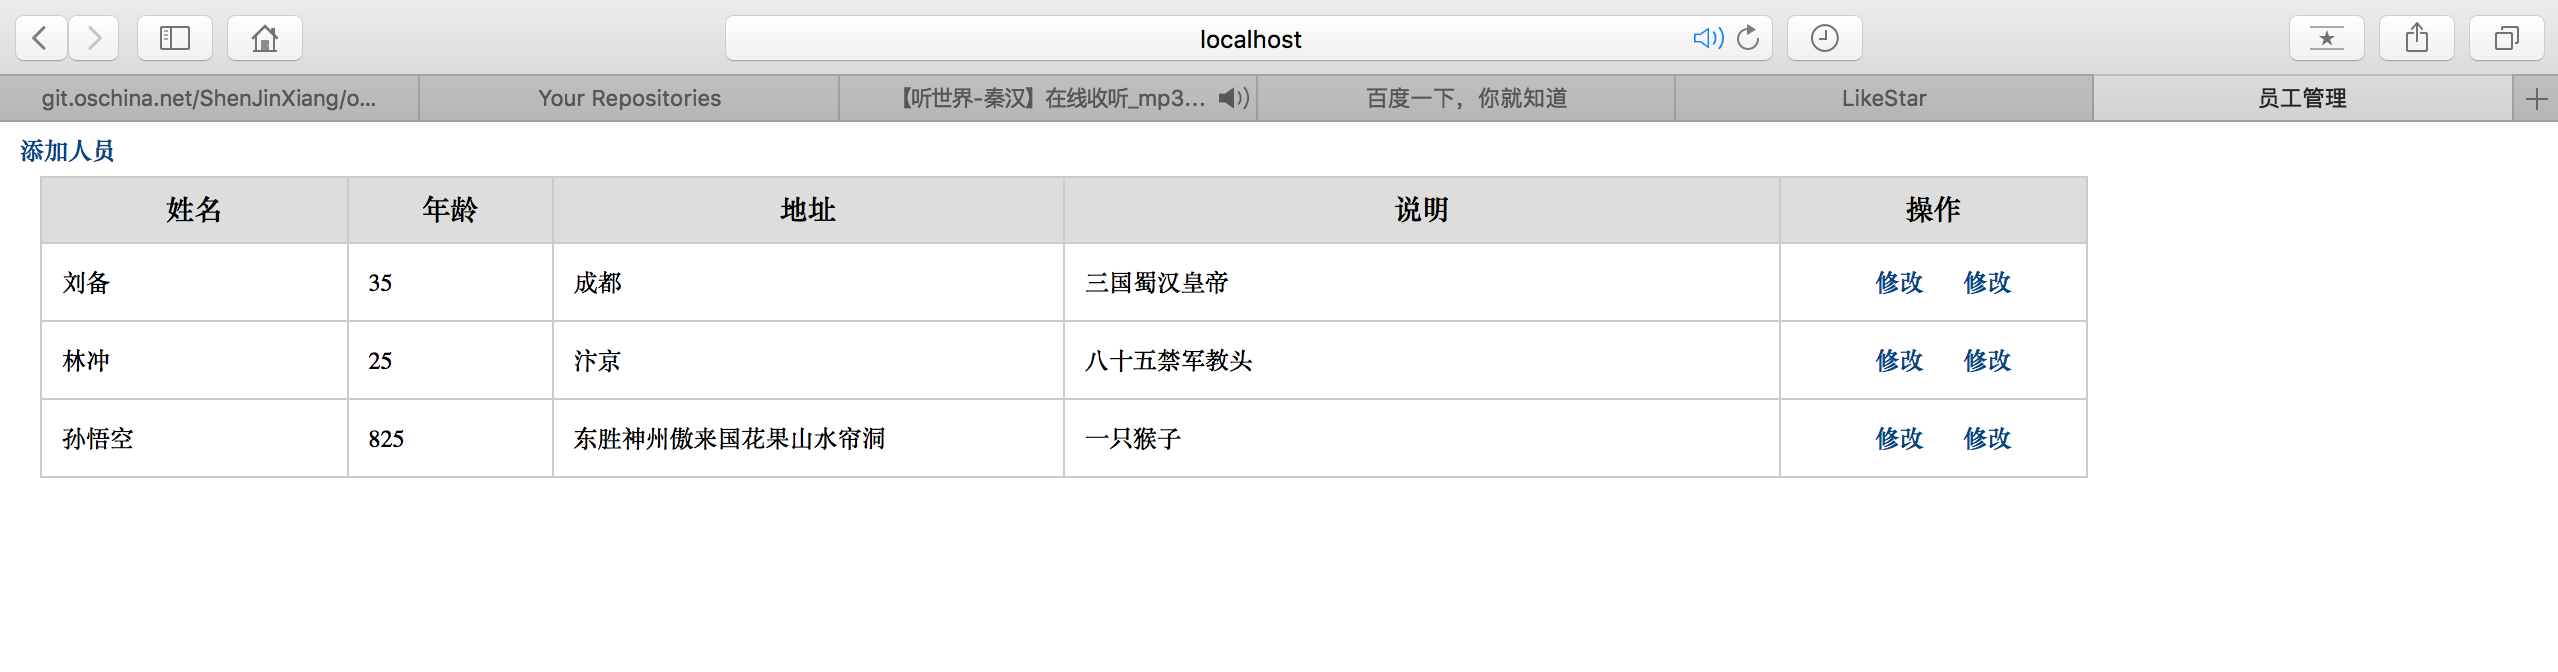 localhost
git.oschina.net/ShenJinXiang/o... Your Repositories 【听世界-秦汉】在线收听_mp3... 百度一下，你就知道 LikeStar 员工管理
添加人员
姓名 年龄 地址 说明 操作
刘备 35 成都 三国蜀汉皇帝 修改 修改
林冲 25 汴京 八十五禁军教头 修改 修改
孙悟空 825 东胜神州傲来国花果山水帘洞 一只猴子 修改 修改